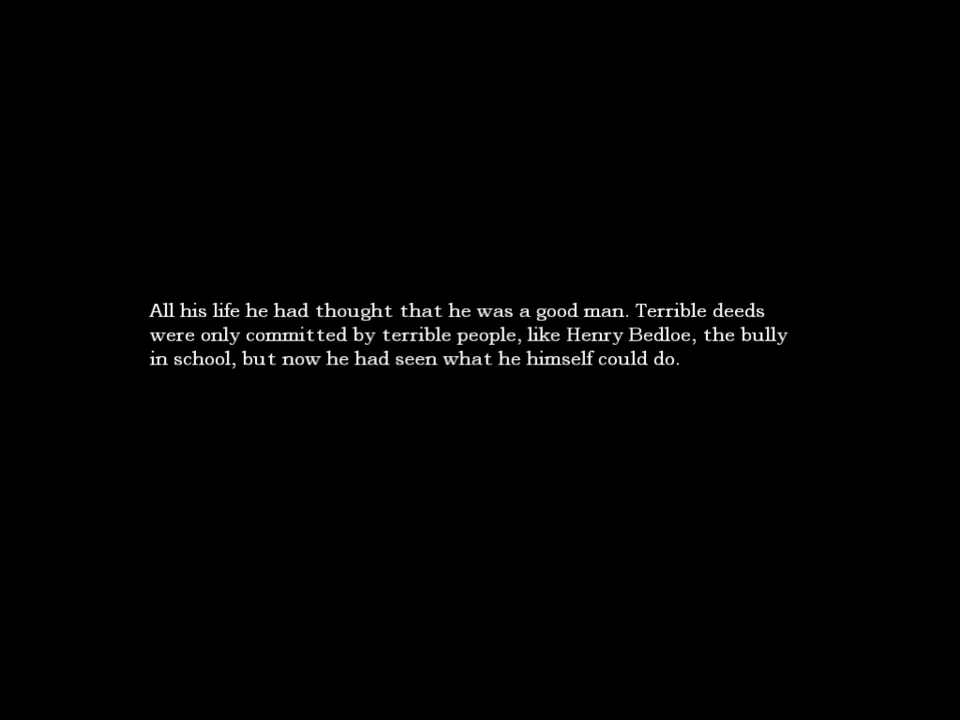 All his life he had thought that he was a good man. Terrible deeds
were only committed by terrible people, like Henry Bedloe, the bully
in school, but now he had seen what he himself could do.